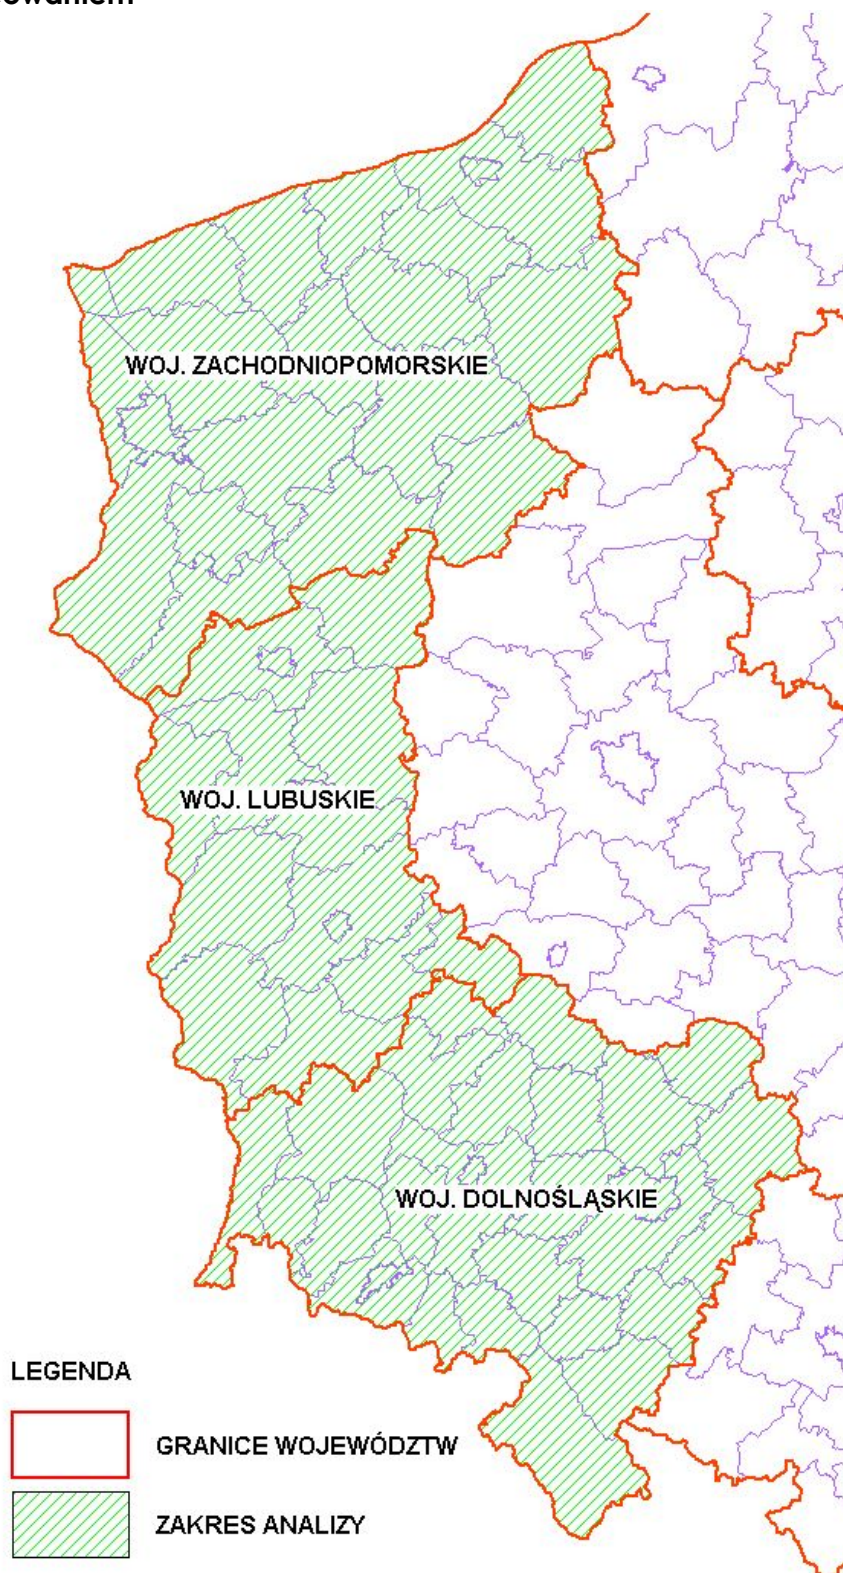 WOJ. ZACHODNIOPOMORSKIE
WOJ. LUBUSKIE
WOJ. DOLNOŚLĄSKIE
LEGENDA
GRANICE WOJEWÓDZTW
ZAKRES ANALIZY